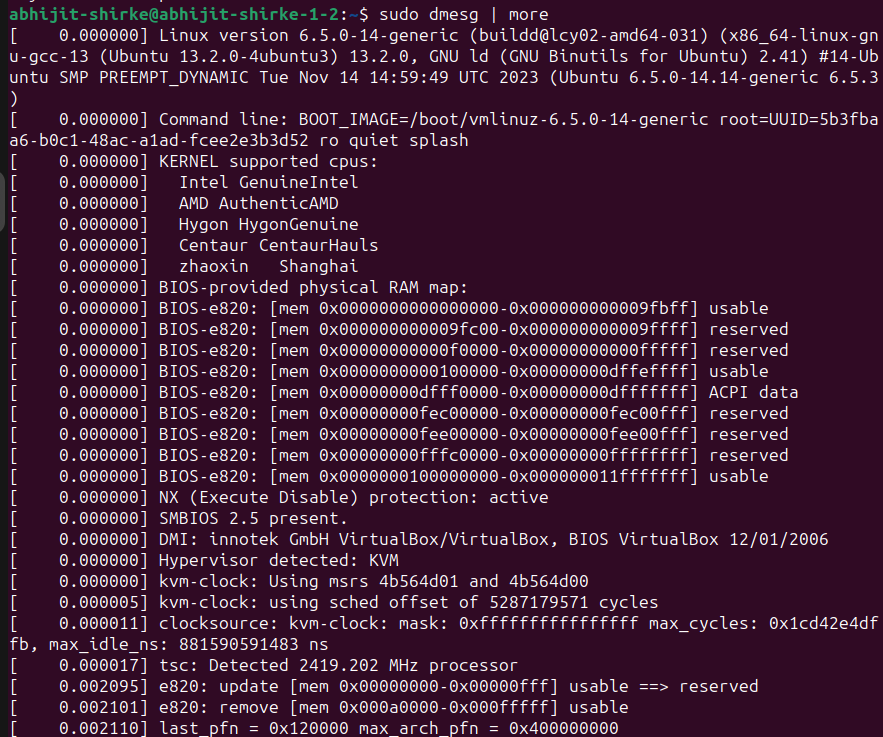 abhijit-shirke@abhijit-shirke-1-2:~$ sudo dmesg | more
[    0.000000] Linux version 6.5.0-14-generic (buildd@lcy02-amd64-031) (x86_64-linux-gn
u-gcc-13 (Ubuntu 13.2.0-4ubuntu3) 13.2.0, GNU ld (GNU Binutils for Ubuntu) 2.41) #14-Ub
untu SMP PREEMPT_DYNAMIC Tue Nov 14 14:59:49 UTC 2023 (Ubuntu 6.5.0-14.14-generic 6.5.3
)
[    0.000000] Command line: BOOT_IMAGE=/boot/vmlinuz-6.5.0-14-generic root=UUID=5b3fba
a6-b0c1-48ac-a1ad-fcee2e3b3d52 ro quiet splash
[    0.000000] KERNEL supported cpus:
[    0.000000]   Intel GenuineIntel
[    0.000000]   AMD AuthenticAMD
[    0.000000]   Hygon HygonGenuine
[    0.000000]   Centaur CentaurHauls
[    0.000000]   zhaoxin   Shanghai
[    0.000000] BIOS-provided physical RAM map:
[    0.000000] BIOS-e820: [mem 0x0000000000000000-0x000000000009fbff] usable
[    0.000000] BIOS-e820: [mem 0x000000000009fc00-0x000000000009ffff] reserved
[    0.000000] BIOS-e820: [mem 0x00000000000f0000-0x00000000000fffff] reserved
[    0.000000] BIOS-e820: [mem 0x0000000000100000-0x00000000dffeffff] usable
[    0.000000] BIOS-e820: [mem 0x00000000dfff0000-0x00000000dfffffff] ACPI data
[    0.000000] BIOS-e820: [mem 0x00000000fec00000-0x00000000fec00fff] reserved
[    0.000000] BIOS-e820: [mem 0x00000000fee00000-0x00000000fee00fff] reserved
[    0.000000] BIOS-e820: [mem 0x00000000fffc0000-0x00000000ffffffff] reserved
[    0.000000] BIOS-e820: [mem 0x0000000100000000-0x000000011fffffff] usable
[    0.000000] NX (Execute Disable) protection: active
[    0.000000] SMBIOS 2.5 present.
[    0.000000] DMI: innotek GmbH VirtualBox/VirtualBox, BIOS VirtualBox 12/01/2006
[    0.000000] Hypervisor detected: KVM
[    0.000000] kvm-clock: Using msrs 4b564d01 and 4b564d00
[    0.000005] kvm-clock: using sched offset of 5287179571 cycles
[    0.000011] clocksource: kvm-clock: mask: 0xffffffffffffffff max_cycles: 0x1cd42e4df
fb, max_idle_ns: 881590591483 ns
[    0.000017] tsc: Detected 2419.202 MHz processor
[    0.002095] e820: update [mem 0x00000000-0x00000fff] usable ==> reserved
[    0.002101] e820: remove [mem 0x000a0000-0x000fffff] usable
[    0.002110] last_pfn = 0x120000 max_arch_pfn = 0x400000000